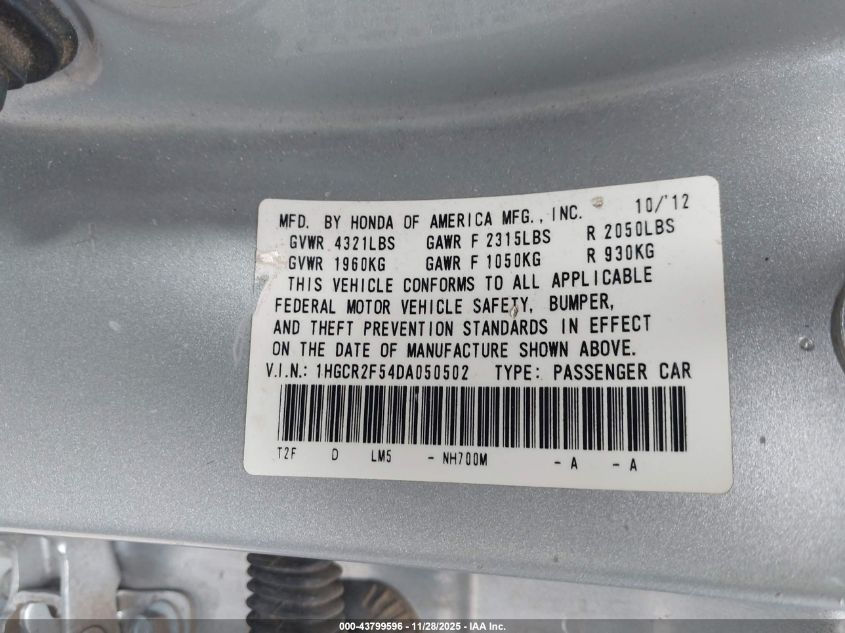 MFD. BY HONDA OF AMERICA MFG., INC. 10/'12
GVWR 4321LBS GAWR F 2315LBS R 2050LBS
GVWR 1960KG GAWR F 1050KG R 930KG
THIS VEHICLE CONFORMS TO ALL APPLICABLE
FEDERAL MOTOR VEHICLE SAFETY, BUMPER,
AND THEFT PREVENTION STANDARDS IN EFFECT
ON THE DATE OF MANUFACTURE SHOWN ABOVE.
V.I.N.: 1HGCR2F54DA050502 TYPE: PASSENGER CAR
T2F D LM5 - NH700M - A - A
000-43799596 - 11/28/2025 - IAA Inc.